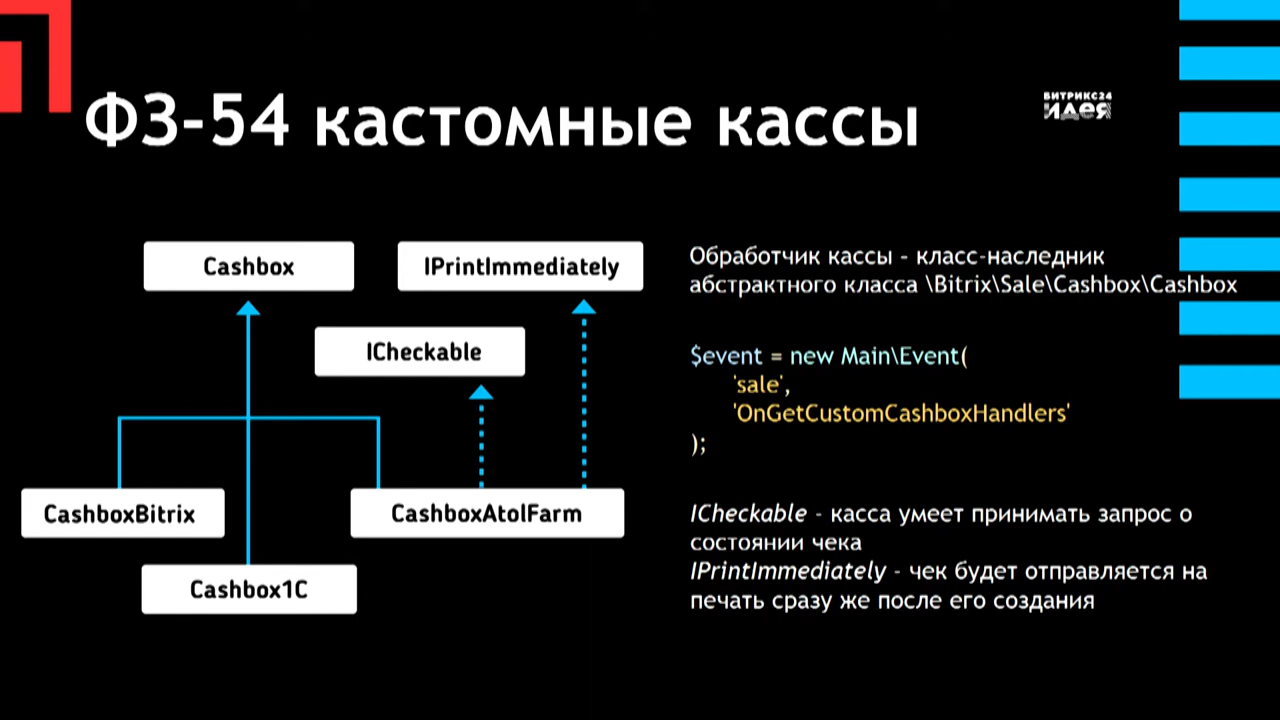 ФЗ-54 кастомные кассы
БИТРИКС24
ИДЕЯ
Cashbox
IPrintImmediately
ICheckable
CashboxBitrix
CashboxAtolFarm
Cashbox1C
Обработчик кассы - класс-наследник
абстрактного класса \Bitrix\Sale\Cashbox\Cashbox
$event = new Main\Event(
'sale',
'OnGetCustomCashboxHandlers'
);
ICheckable - касса умеет принимать запрос о
состоянии чека
IPrintImmediately - чек будет отправляется на
печать сразу же после его создания